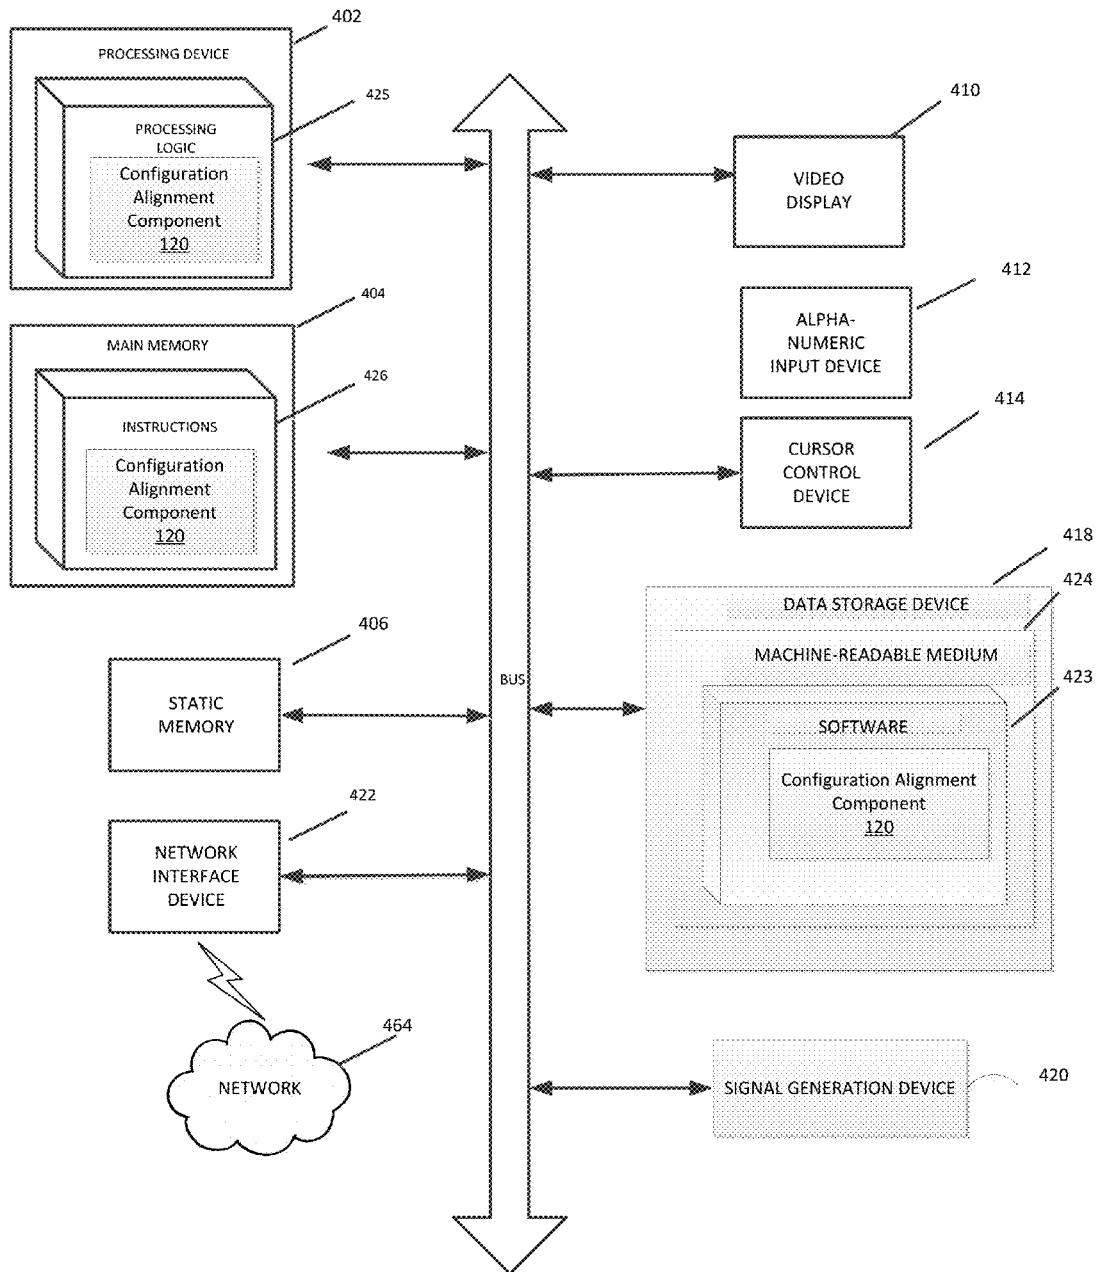 402
PROCESSING DEVICE
425
PROCESSING
LOGIC
Configuration
Alignment
Component
120
404
MAIN MEMORY
426
INSTRUCTIONS
Configuration
Alignment
Component
120
406
STATIC
MEMORY
422
NETWORK
INTERFACE
DEVICE
464
NETWORK
BUS
410
VIDEO
DISPLAY
412
ALPHA-
NUMERIC
INPUT DEVICE
414
CURSOR
CONTROL
DEVICE
418
DATA STORAGE DEVICE
424
MACHINE-READABLE MEDIUM
423
SOFTWARE
Configuration Alignment
Component
120
SIGNAL GENERATION DEVICE
420